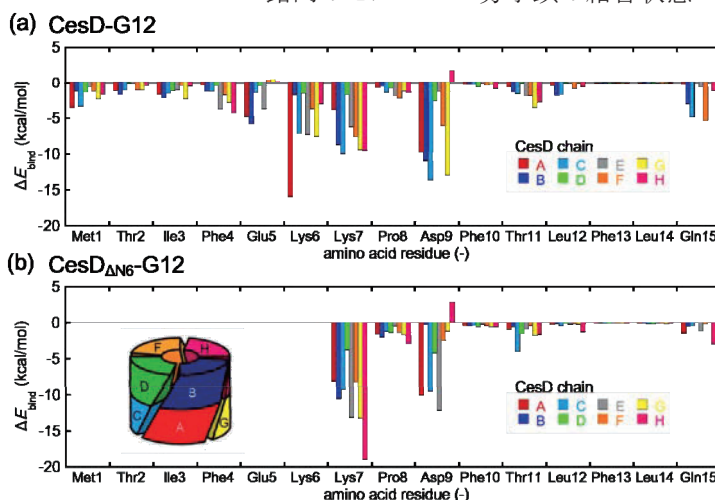 (a) CesD-G12
ΔEbind (kcal/mol)
5
0
-5
-10
-15
-20
CesD chain
A C E G
B D F H
Met1 Thr2 Ile3 Phe4 Glu5 Lys6 Lys7 Pro8 Asp9 Phe10 Thr11 Leu12 Phe13 Leu14 Gln15
amino acid residue (-)
(b) CesDΔN6-G12
ΔEbind (kcal/mol)
5
0
-5
-10
-15
-20
F H
D B
C A G
CesD chain
A C E G
B D F H
Met1 Thr2 Ile3 Phe4 Glu5 Lys6 Lys7 Pro8 Asp9 Phe10 Thr11 Leu12 Phe13 Leu14 Gln15
amino acid residue (-)